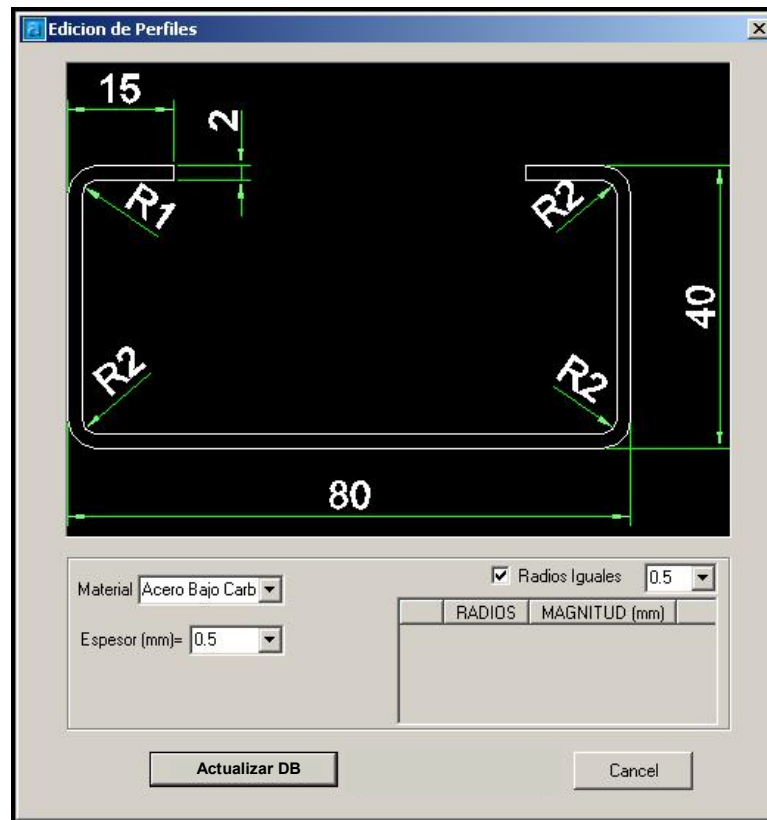 Edicion de Perfiles
15
2
R1
R2
40
R2
R2
80
Material Acero Bajo Carb
Radios Iguales 0.5
Espesor (mm)= 0.5
RADIOS MAGNITUD (mm)
Actualizar DB
Cancel